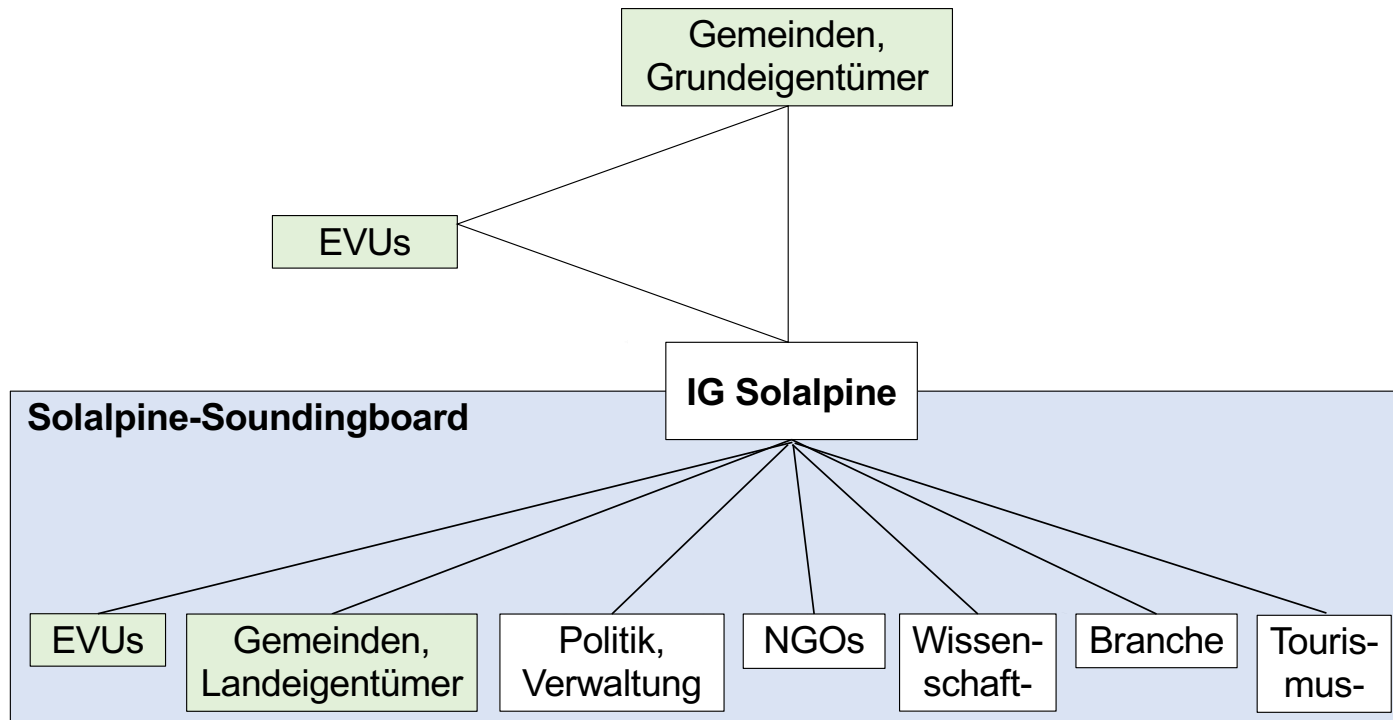 Gemeinden,
Grundeigentümer
EVUs
IG Solalpine
Solalpine-Soundingboard
EVUs
Gemeinden,
Landeigentümer
Politik,
Verwaltung
NGOs
Wissen-
schaft-
Branche
Touris-
mus-